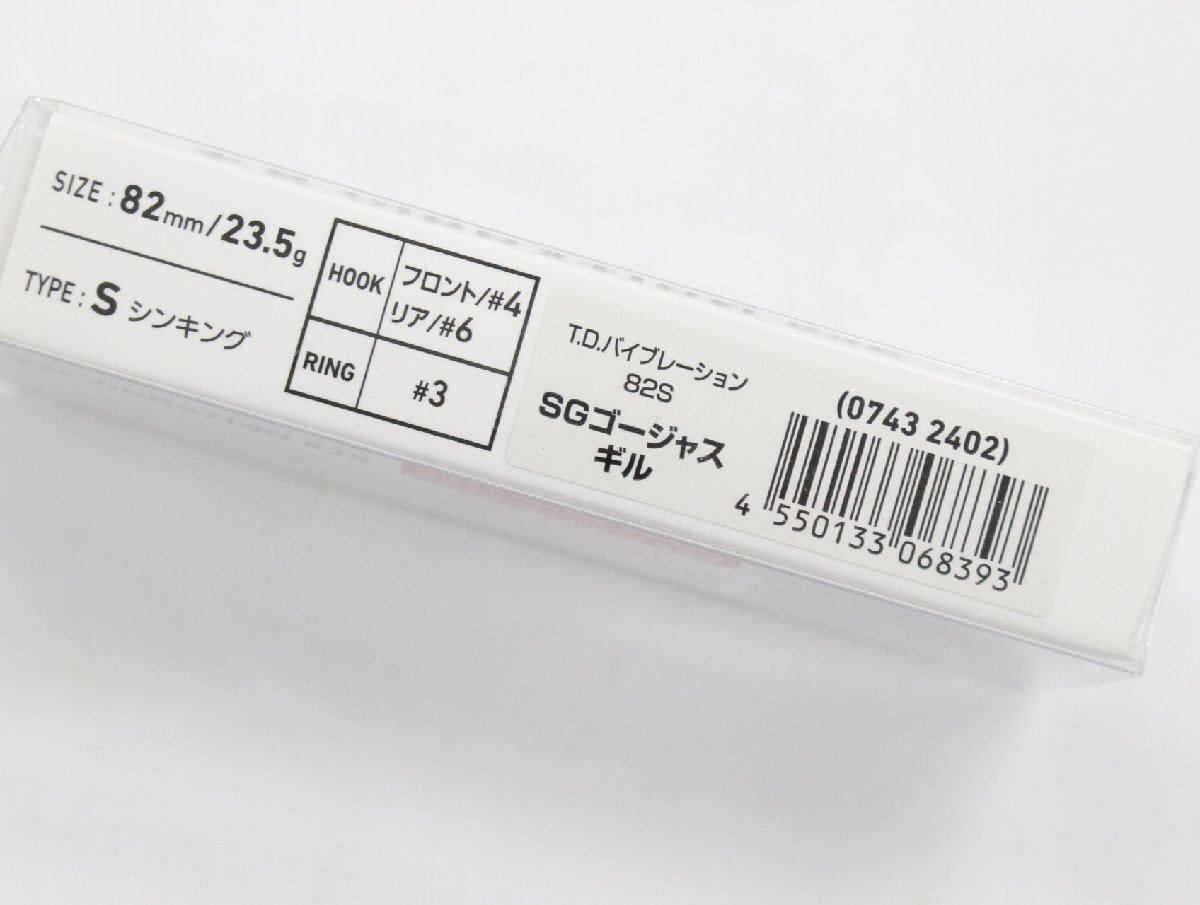 SIZE : 82mm/23.5g
TYPE : S シンキング
HOOK
フロント/#4
リア/#6
RING
#3
T.D.バイブレーション
82S
SGゴージャス
ギル
(0743 2402)
4 550133 068393